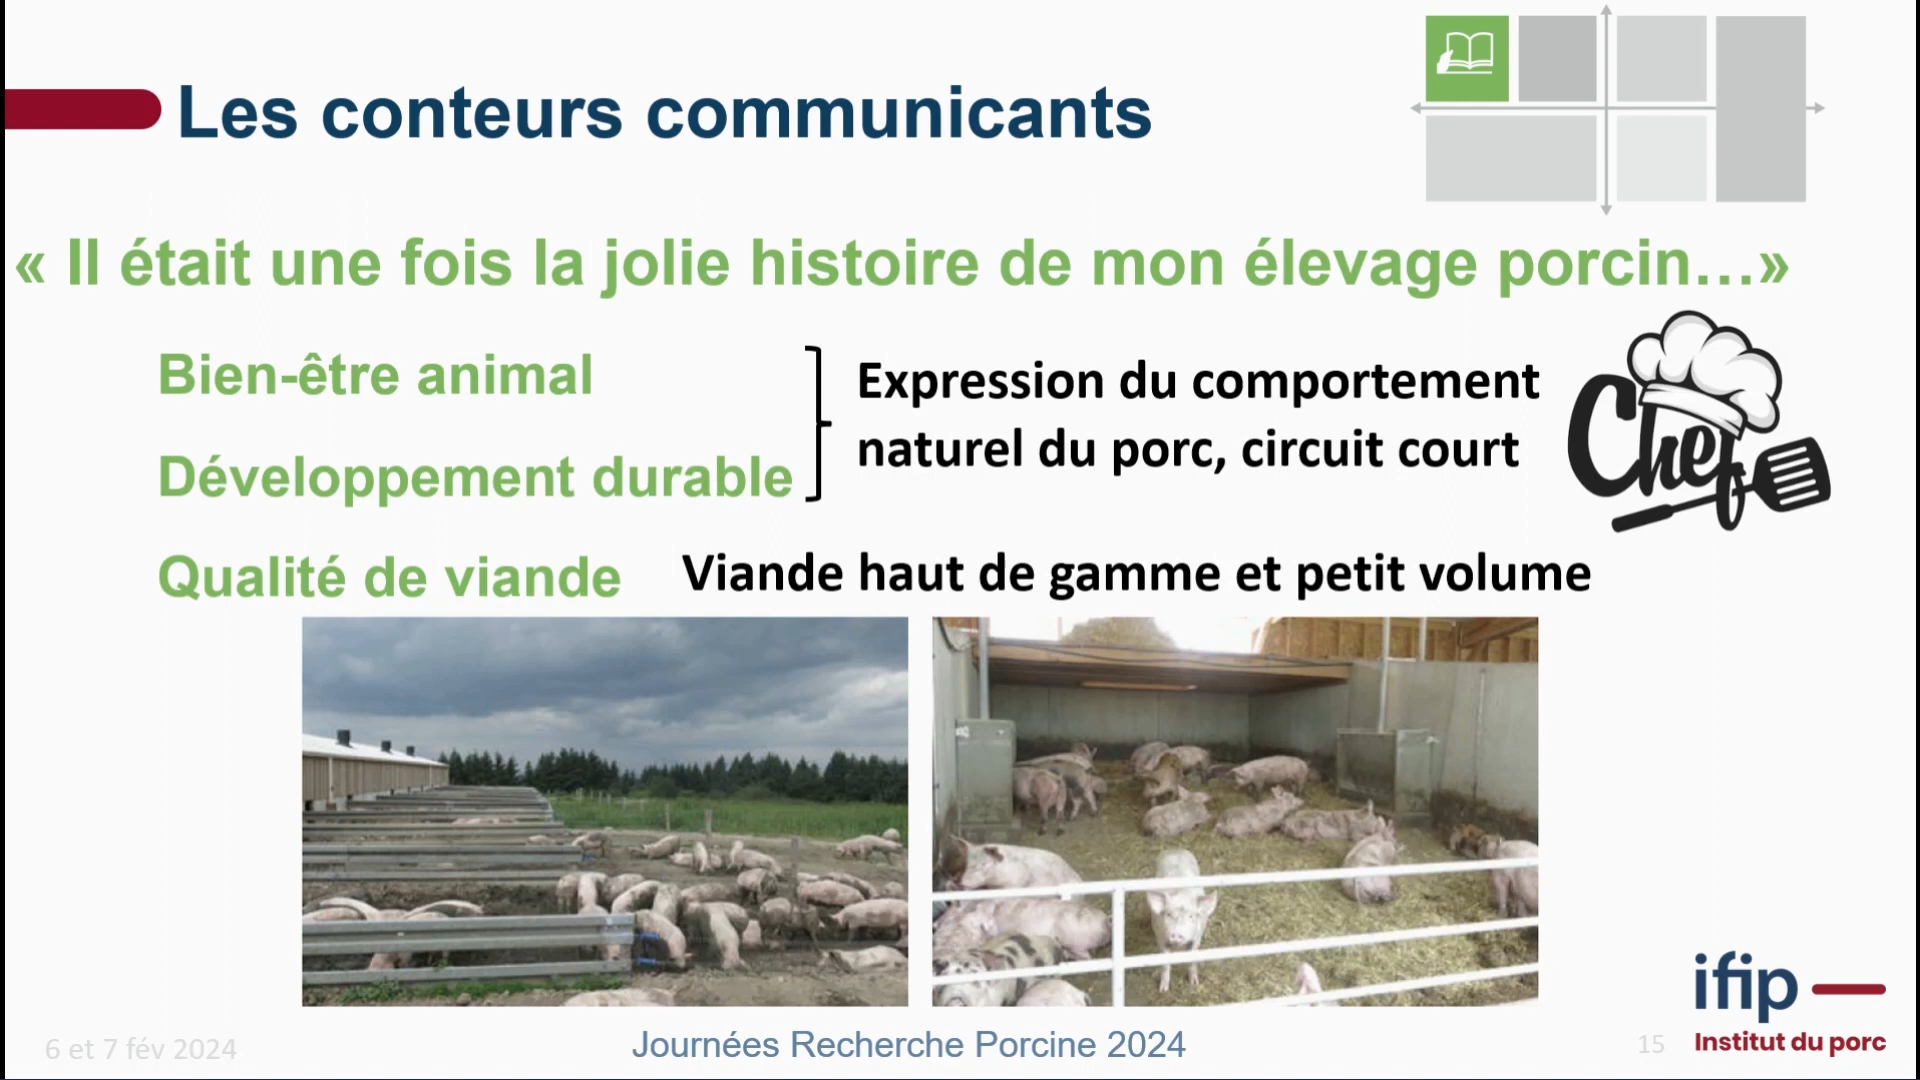 Les conteurs communicants
« Il était une fois la jolie histoire de mon élevage porcin…»
Bien-être animal
Développement durable
Expression du comportement
naturel du porc, circuit court
Chef
Qualité de viande
Viande haut de gamme et petit volume
6 et 7 fév 2024
Journées Recherche Porcine 2024
15
ifip
Institut du porc